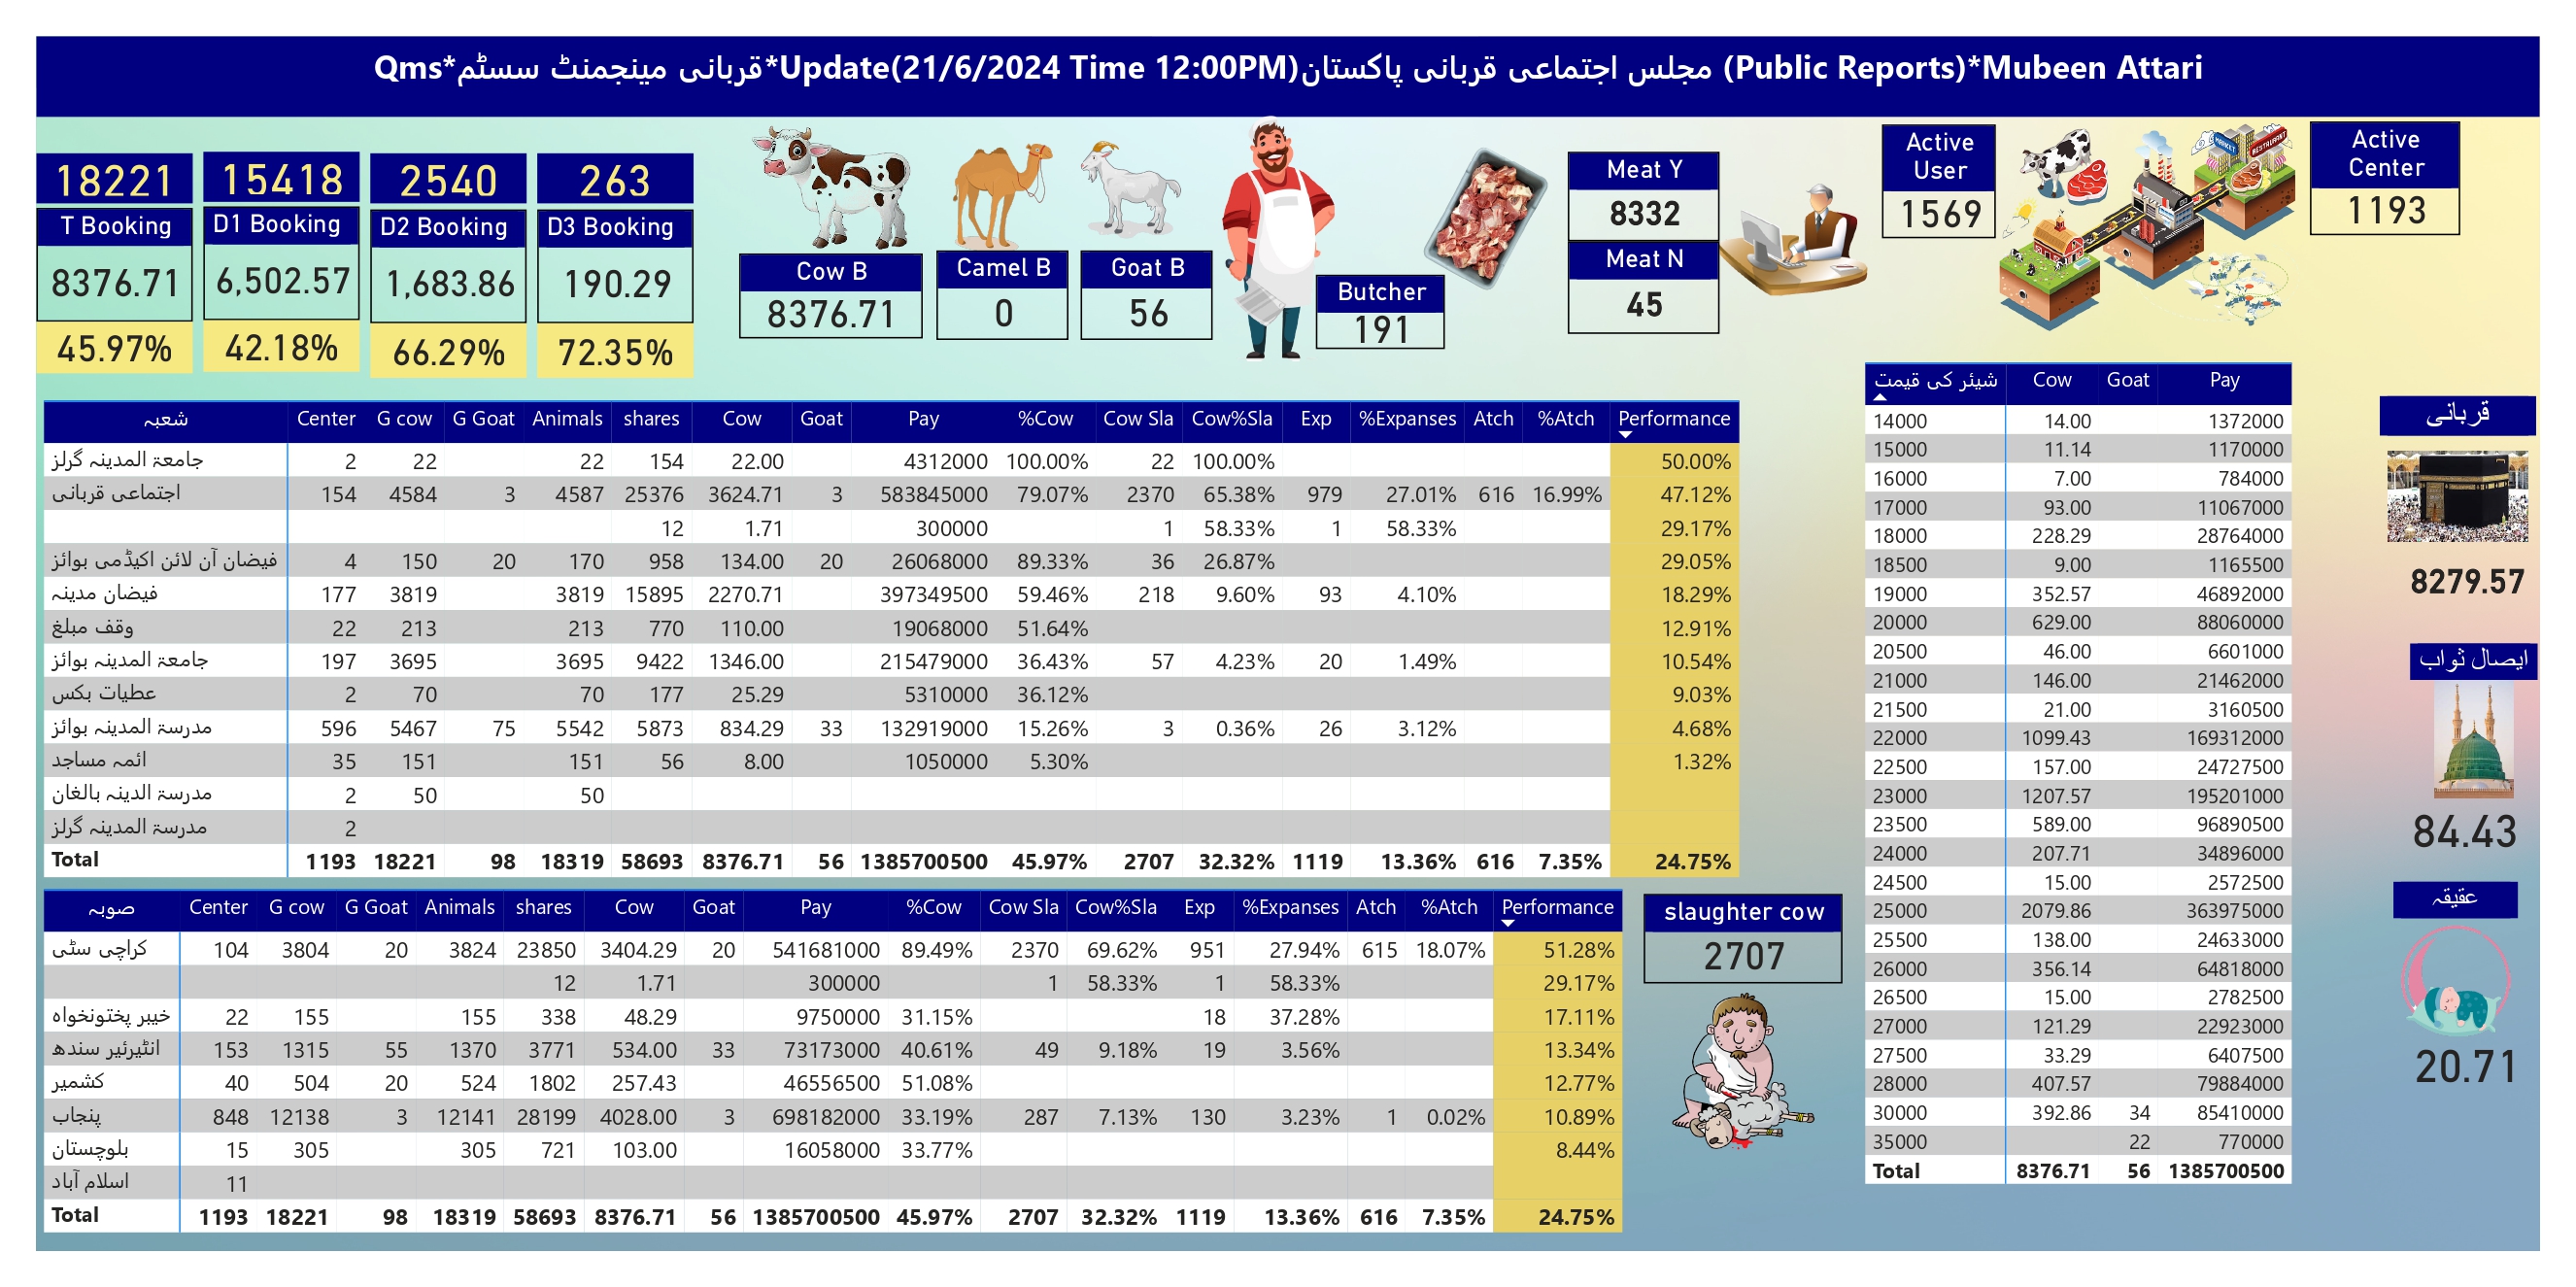 Qms*قربانی مینجمنٹ سسٹم*Update(21/6/2024 Time 12:00PM)مجلس اجتماعی قربانی پاکستان (Public Reports)*Mubeen Attari
18221 15418 2540 263
T Booking D1 Booking D2 Booking D3 Booking
8376.71 6,502.57 1,683.86 190.29
45.97% 42.18% 66.29% 72.35%
Cow B Camel B Goat B
8376.71 0 56
Butcher
191
Meat Y
8332
Meat N
45
Active User
1569
MARKET RESTAURANT
Active Center
1193
شعبہ Center G cow G Goat Animals shares Cow Goat Pay %Cow Cow Sla Cow%Sla Exp %Expanses Atch %Atch Performance
جامعۃ المدینہ گرلز 2 22 22 154 22.00 4312000 100.00% 22 100.00% 50.00%
اجتماعی قربانی 154 4584 3 4587 25376 3624.71 3 583845000 79.07% 2370 65.38% 979 27.01% 616 16.99% 47.12%
12 1.71 300000 1 58.33% 1 58.33% 29.17%
فیضان آن لائن اکیڈمی بوائز 4 150 20 170 958 134.00 20 26068000 89.33% 36 26.87% 29.05%
فیضان مدینہ 177 3819 3819 15895 2270.71 397349500 59.46% 218 9.60% 93 4.10% 18.29%
وقف مبلغ 22 213 213 770 110.00 19068000 51.64% 12.91%
جامعۃ المدینہ بوائز 197 3695 3695 9422 1346.00 215479000 36.43% 57 4.23% 20 1.49% 10.54%
عطیات بکس 2 70 70 177 25.29 5310000 36.12% 9.03%
مدرسۃ المدینہ بوائز 596 5467 75 5542 5873 834.29 33 132919000 15.26% 3 0.36% 26 3.12% 4.68%
ائمہ مساجد 35 151 151 56 8.00 1050000 5.30% 1.32%
مدرسۃ الدینہ بالغان 2 50 50
مدرسۃ المدینہ گرلز 2
Total 1193 18221 98 18319 58693 8376.71 56 1385700500 45.97% 2707 32.32% 1119 13.36% 616 7.35% 24.75%
صوبہ Center G cow G Goat Animals shares Cow Goat Pay %Cow Cow Sla Cow%Sla Exp %Expanses Atch %Atch Performance
کراچی سٹی 104 3804 20 3824 23850 3404.29 20 541681000 89.49% 2370 69.62% 951 27.94% 615 18.07% 51.28%
12 1.71 300000 1 58.33% 1 58.33% 29.17%
خیبر پختونخواہ 22 155 155 338 48.29 9750000 31.15% 18 37.28% 17.11%
انٹیرئیر سندھ 153 1315 55 1370 3771 534.00 33 73173000 40.61% 49 9.18% 19 3.56% 13.34%
کشمیر 40 504 20 524 1802 257.43 46556500 51.08% 12.77%
پنجاب 848 12138 3 12141 28199 4028.00 3 698182000 33.19% 287 7.13% 130 3.23% 1 0.02% 10.89%
بلوچستان 15 305 305 721 103.00 16058000 33.77% 8.44%
اسلام آباد 11
Total 1193 18221 98 18319 58693 8376.71 56 1385700500 45.97% 2707 32.32% 1119 13.36% 616 7.35% 24.75%
slaughter cow
2707
شیئر کی قیمت Cow Goat Pay
14000 14.00 1372000
15000 11.14 1170000
16000 7.00 784000
17000 93.00 11067000
18000 228.29 28764000
18500 9.00 1165500
19000 352.57 46892000
20000 629.00 88060000
20500 46.00 6601000
21000 146.00 21462000
21500 21.00 3160500
22000 1099.43 169312000
22500 157.00 24727500
23000 1207.57 195201000
23500 589.00 96890500
24000 207.71 34896000
24500 15.00 2572500
25000 2079.86 363975000
25500 138.00 24633000
26000 356.14 64818000
26500 15.00 2782500
27000 121.29 22923000
27500 33.29 6407500
28000 407.57 79884000
30000 392.86 34 85410000
35000 22 770000
Total 8376.71 56 1385700500
قربانی
8279.57
ایصال ثواب
84.43
عقیقہ
20.71